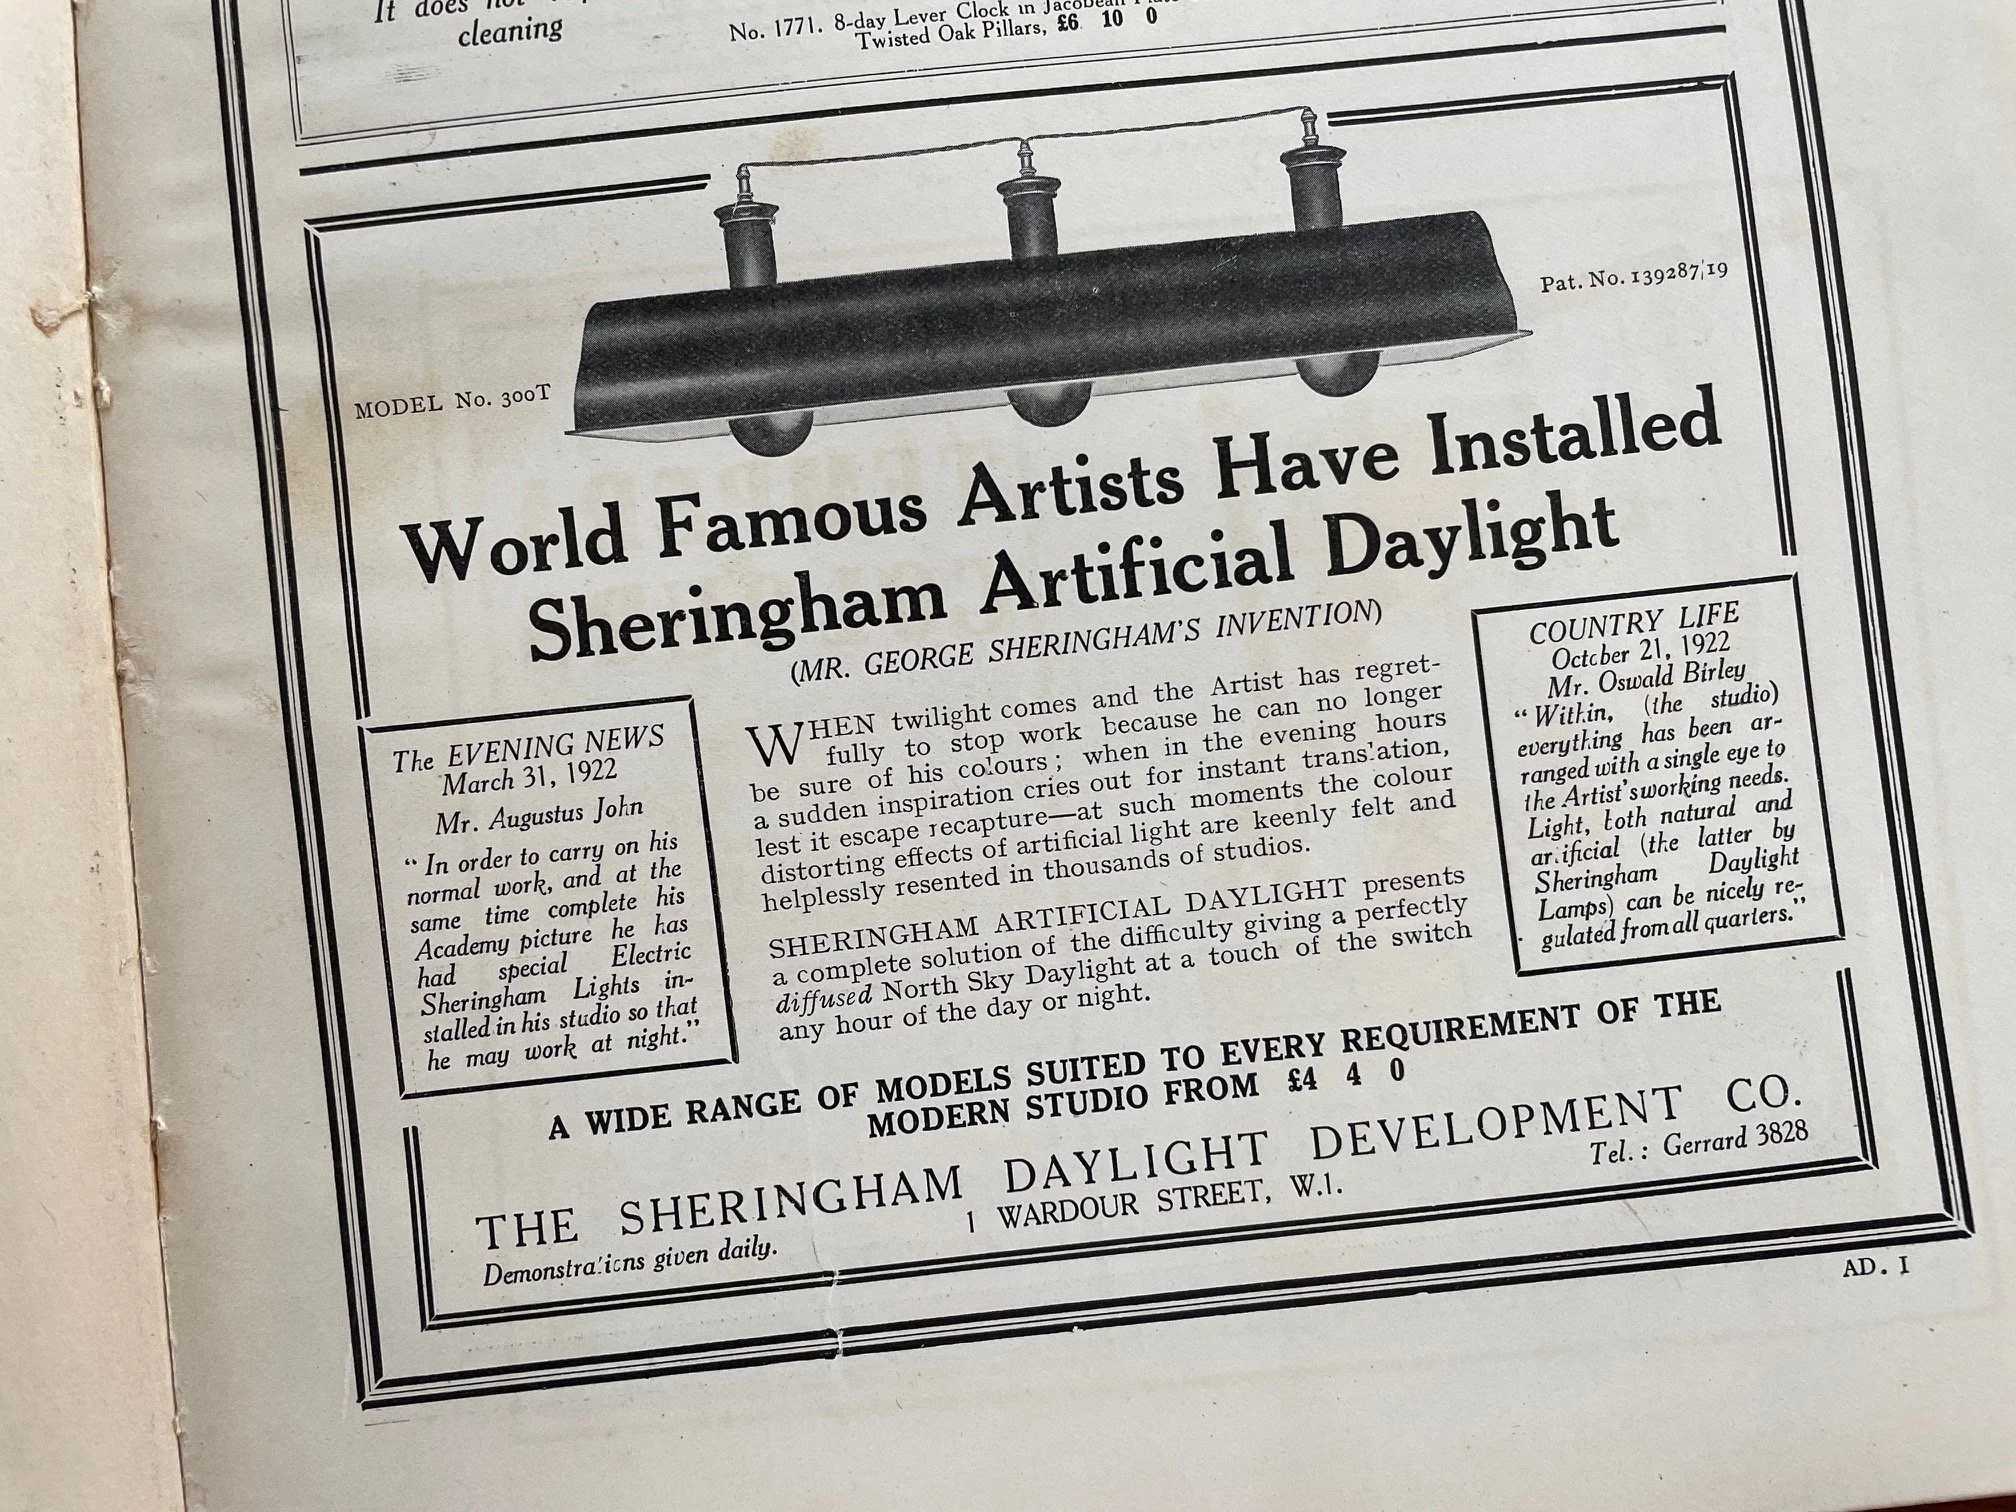 It does not
cleaning
No. 1771. 8-day Lever Clock in Jacobean
Twisted Oak Pillars, £6 10 0
Pat. No. 139287/19
MODEL No. 300T
World Famous Artists Have Installed
Sheringham Artificial Daylight
(MR. GEORGE SHERINGHAM'S INVENTION)
The EVENING NEWS
March 31, 1922
Mr. Augustus John
“In order to carry on his
normal work, and at the
same time complete his
Academy picture he has
had special Electric
Sheringham Lights in-
stalled in his studio so that
he may work at night.”
WHEN twilight comes and the Artist has regret-
fully to stop work because he can no longer
be sure of his colours; when in the evening hours
a sudden inspiration cries out for instant translation,
lest it escape recapture—at such moments the colour
distorting effects of artificial light are keenly felt and
helplessly resented in thousands of studios.
SHERINGHAM ARTIFICIAL DAYLIGHT presents
a complete solution of the difficulty giving a perfectly
diffused North Sky Daylight at a touch of the switch
any hour of the day or night.
COUNTRY LIFE
October 21, 1922
Mr. Oswald Birley
“Within, (the studio)
everything has been ar-
ranged with a single eye to
the Artist's working needs.
Light, both natural and
artificial (the latter by
Sheringham Daylight
Lamps) can be nicely re-
gulated from all quarters.”
A WIDE RANGE OF MODELS SUITED TO EVERY REQUIREMENT OF THE
MODERN STUDIO FROM £4 4 0
THE SHERINGHAM DAYLIGHT DEVELOPMENT CO.
Demonstrations given daily.
1 WARDOUR STREET, W.1.
Tel.: Gerrard 3828
AD. I